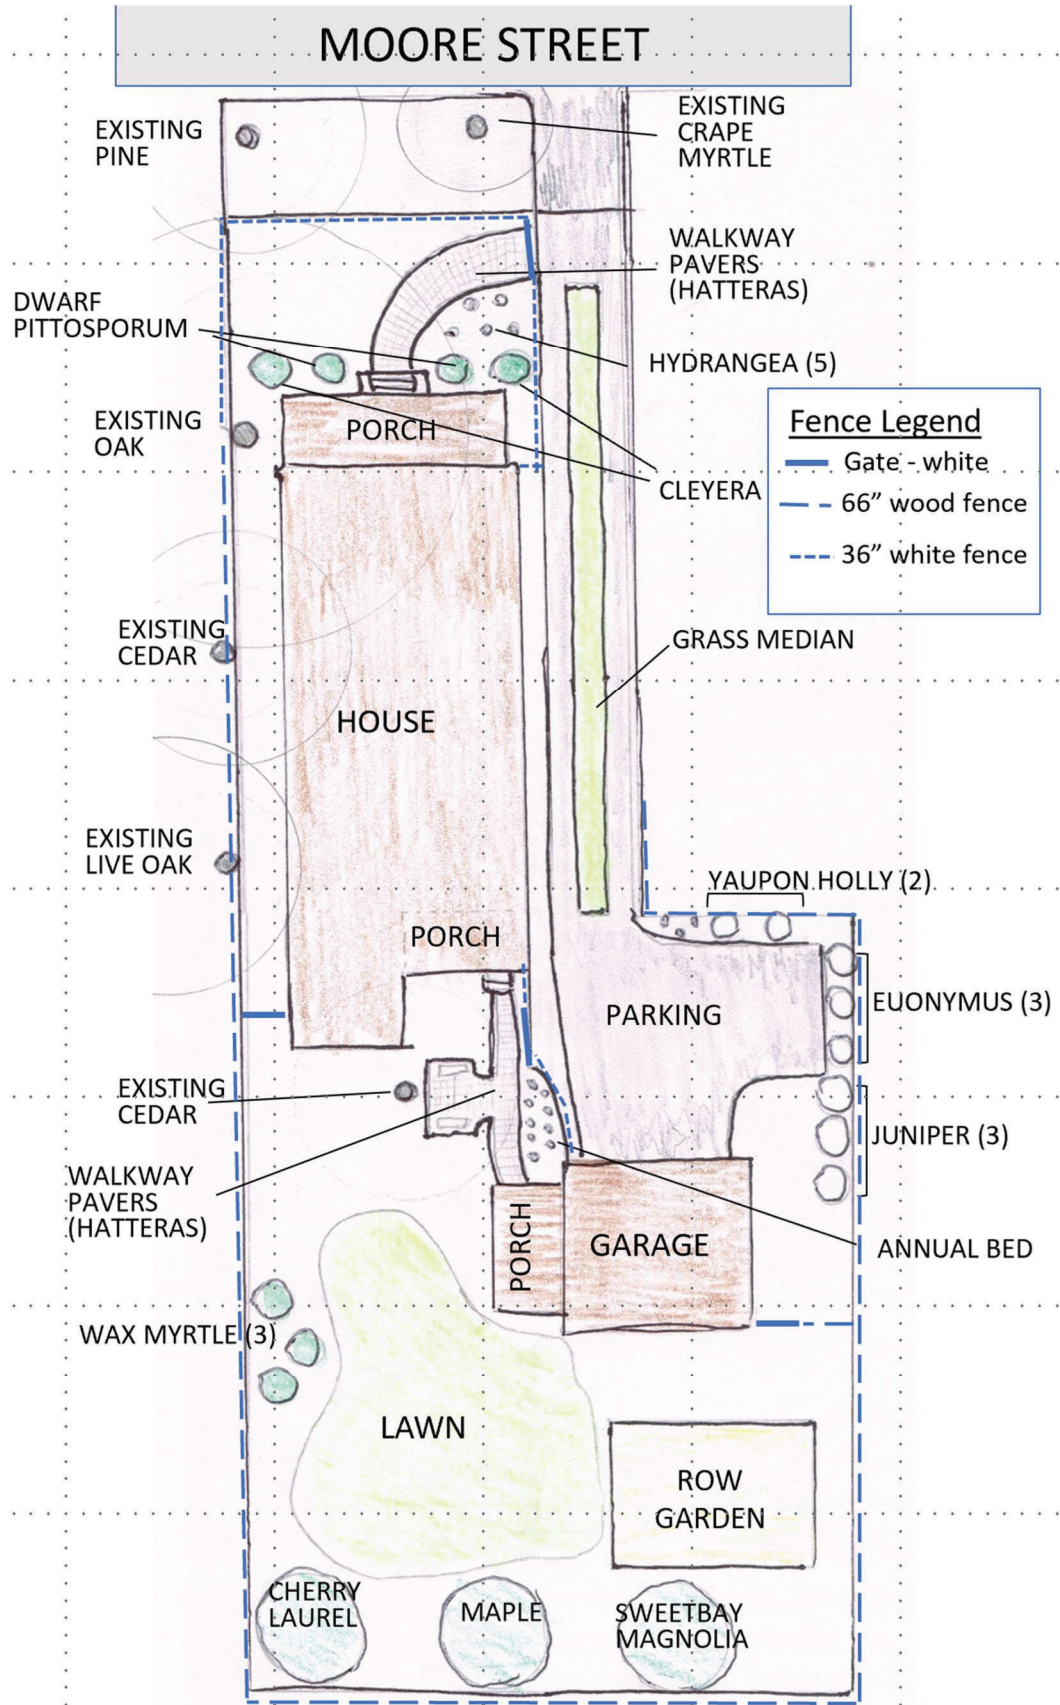 MOORE STREET
EXISTING
PINE
EXISTING
CRAPE
MYRTLE
WALKWAY
PAVERS
(HATTERAS)
DWARF
PITTOSPORUM
HYDRANGEA (5)
EXISTING
OAK
PORCH
CLEYERA
Fence Legend
Gate - white
66” wood fence
36” white fence
EXISTING
CEDAR
GRASS MEDIAN
HOUSE
EXISTING
LIVE OAK
YAUPON HOLLY (2)
PORCH
PARKING
EUONYMUS (3)
EXISTING
CEDAR
JUNIPER (3)
WALKWAY
PAVERS
(HATTERAS)
PORCH
GARAGE
ANNUAL BED
WAX MYRTLE (3)
LAWN
ROW
GARDEN
CHERRY
LAUREL
MAPLE
SWEETBAY
MAGNOLIA